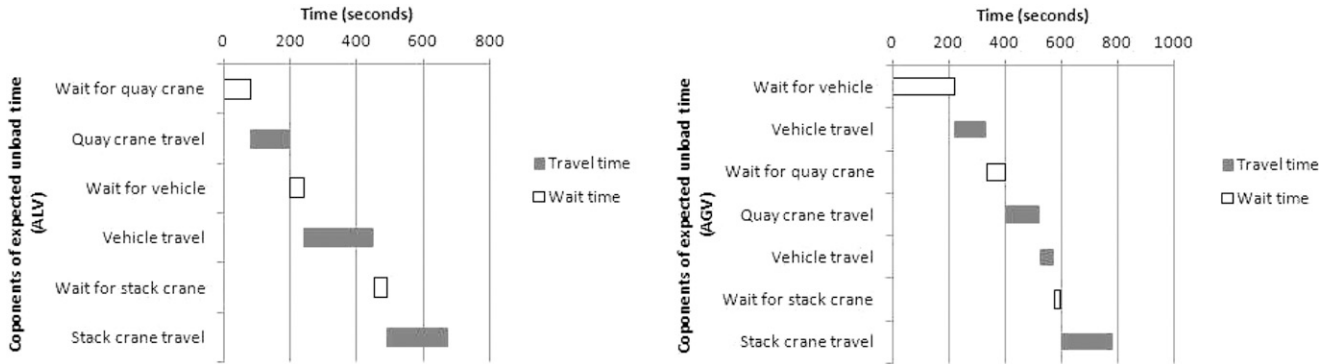 Time (seconds)
0 200 400 600 800
Coponents of expected unload time
(ALV)
Wait for quay crane
Quay crane travel
Wait for vehicle
Vehicle travel
Wait for stack crane
Stack crane travel
Travel time
Wait time
Time (seconds)
0 200 400 600 800 1000
Coponents of expected unload time
(AGV)
Wait for vehicle
Vehicle travel
Wait for quay crane
Quay crane travel
Vehicle travel
Wait for stack crane
Stack crane travel
Travel time
Wait time